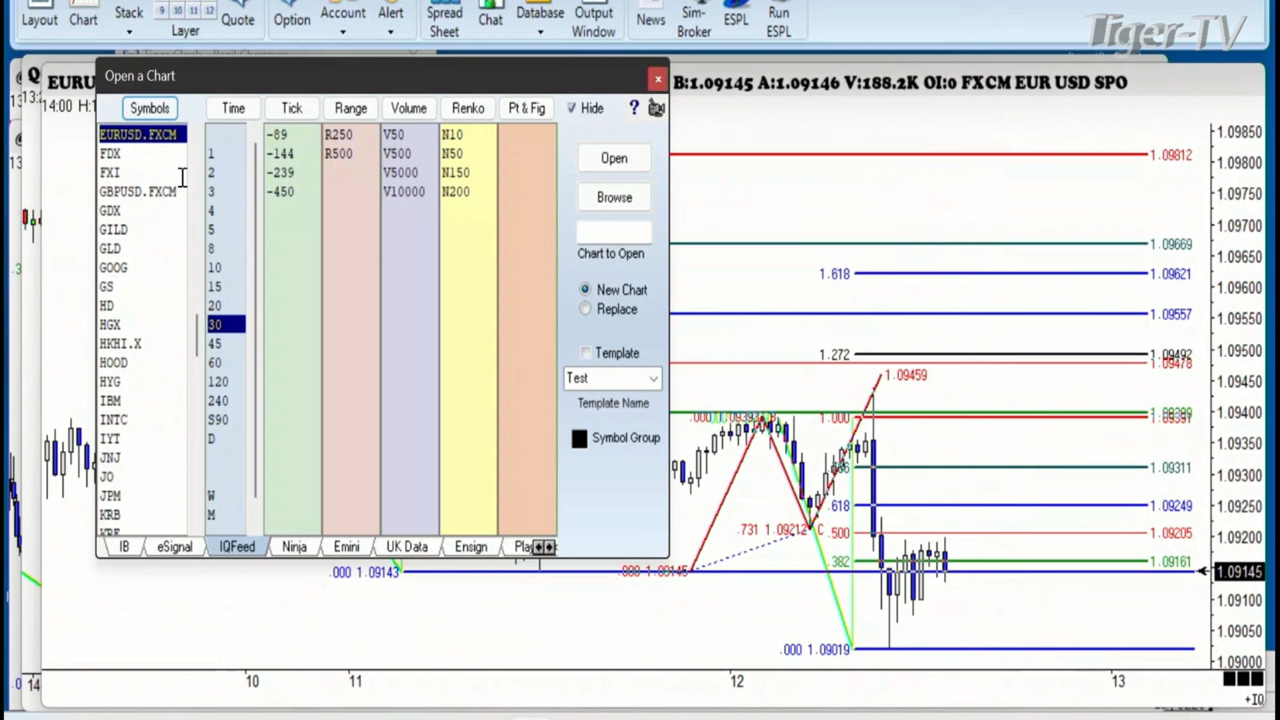 Layout Chart Stack 9 10 11 12 Layer Quote Option Account Alert Spread Sheet Chat Database Output Window News Sim-Broker ESPL Run ESPL
Tiger-TV
EURU
B:1.09145 A:1.09146 V:188.2K OI:0 FXCM EUR USD SPO
14:00 H:1
Open a Chart
Symbols Time Tick Range Volume Renko Pt & Fig Hide ?
EURUSD.FXCM -89 R250 V50 N10
FDX 1 -144 R500 V500 N50
FXI 2 -239 V5000 N150
GBPUSD.FXCM 3 -450 V10000 N200
GDX 4
GILD 5
GLD 8
GOOG 10
GS 15
HD 20
HGX 30
HKHI.X 45
HOOD 60
HYG 120
IBM 240
INTC S90
IYT D
JNJ
JO
JPM W
KRB M
IB eSignal IQFeed Ninja Emini UK Data Ensign Pla
Open
Browse
Chart to Open
New Chart
Replace
Template
Test
Template Name
Symbol Group
1.09812
1.09669
1.618 1.09621
1.09557
1.272 1.09492
1.09478
1.09459
1.000
1.09311
.618 1.09249
.731 1.09212
.500 1.09205
.382 1.09161
.000 1.09143
.000 1.09019
1.09850
1.09800
1.09750
1.09700
1.09650
1.09600
1.09550
1.09500
1.09450
1.09400
1.09350
1.09300
1.09250
1.09200
1.09145
1.09100
1.09050
1.09000
14 10 11 12 13
+IQ